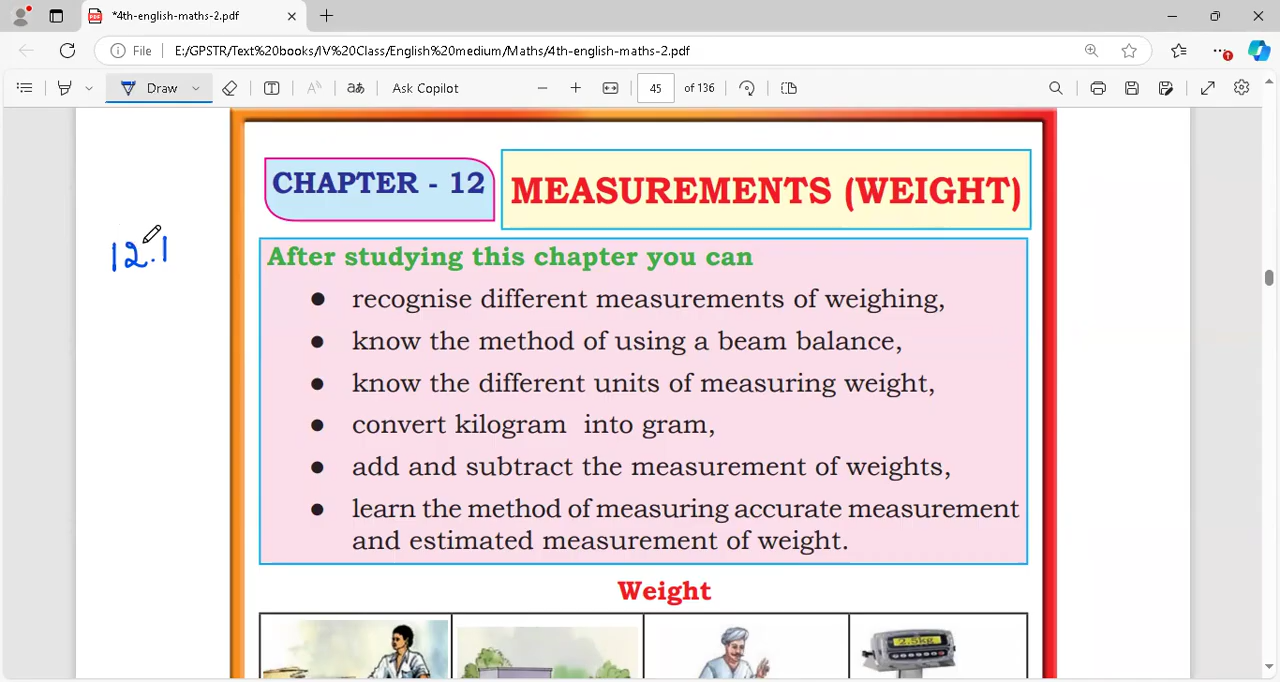 *4th-english-maths-2.pdf
File E:/GPSTR/Text%20books/IV%20Class/English%20medium/Maths/4th-english-maths-2.pdf
Draw aあ Ask Copilot 45 of 136
CHAPTER - 12
MEASUREMENTS (WEIGHT)
12.1
After studying this chapter you can
● recognise different measurements of weighing,
● know the method of using a beam balance,
● know the different units of measuring weight,
● convert kilogram into gram,
● add and subtract the measurement of weights,
● learn the method of measuring accurate measurement
and estimated measurement of weight.
Weight
2.5kg